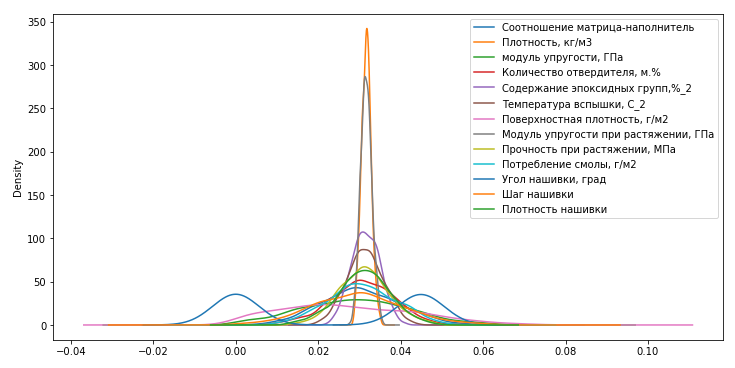 350
300
250
200
150
100
50
0
Density
−0.04
−0.02
0.00
0.02
0.04
0.06
0.08
0.10
Соотношение матрица-наполнитель
Плотность, кг/м3
модуль упругости, ГПа
Количество отвердителя, м.%
Содержание эпоксидных групп,%_2
Температура вспышки, С_2
Поверхностная плотность, г/м2
Модуль упругости при растяжении, ГПа
Прочность при растяжении, МПа
Потребление смолы, г/м2
Угол нашивки, град
Шаг нашивки
Плотность нашивки